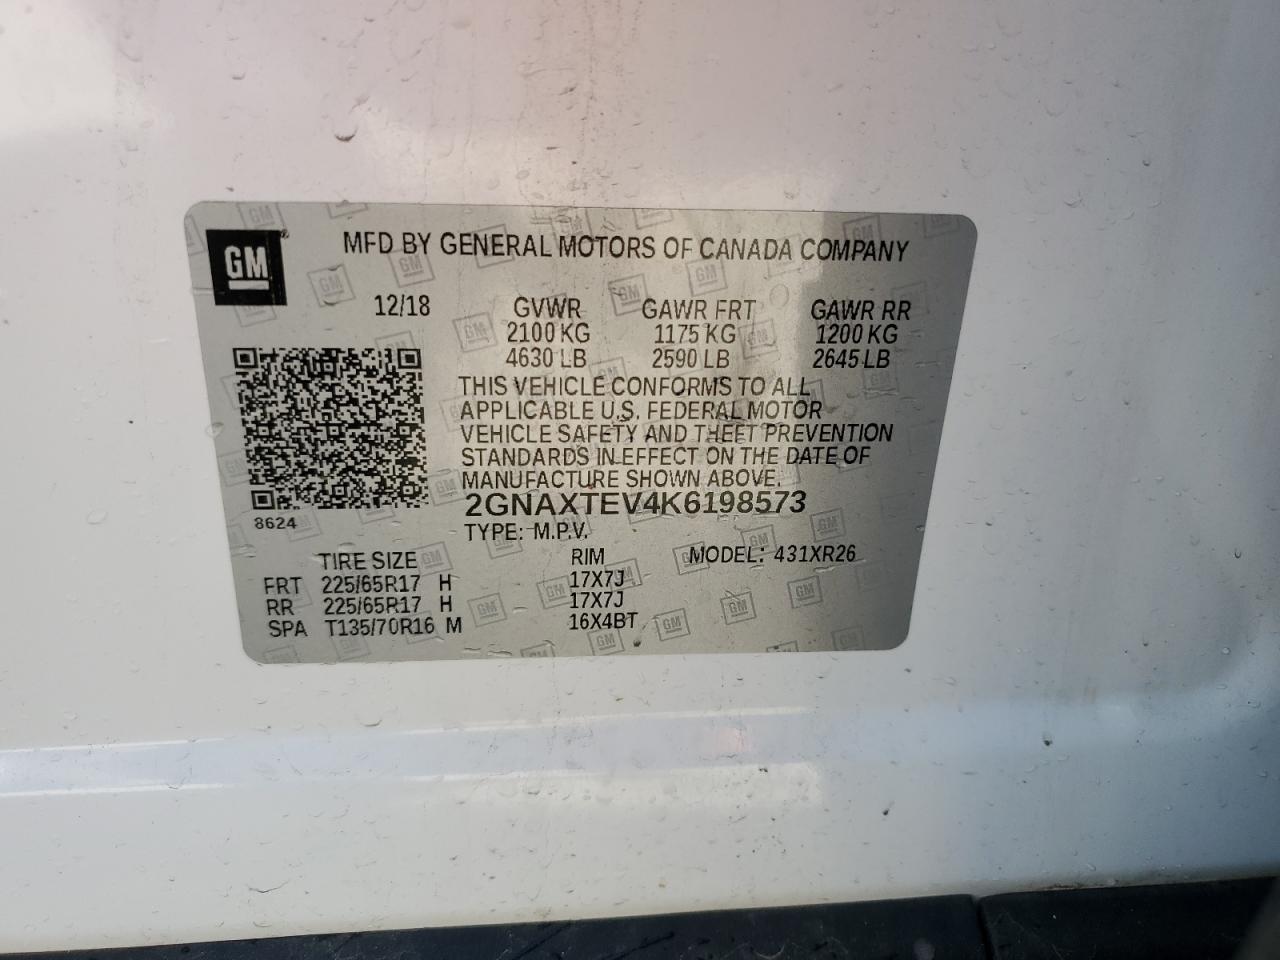 GM
MFD BY GENERAL MOTORS OF CANADA COMPANY
12/18 GVWR GAWR FRT GAWR RR
2100 KG 1175 KG 1200 KG
4630 LB 2590 LB 2645 LB
THIS VEHICLE CONFORMS TO ALL
APPLICABLE U.S. FEDERAL MOTOR
VEHICLE SAFETY AND THEFT PREVENTION
STANDARDS IN EFFECT ON THE DATE OF
MANUFACTURE SHOWN ABOVE.
2GNAXTEV4K6198573
8624
TYPE: M.P.V.
TIRE SIZE RIM MODEL: 431XR26
FRT 225/65R17 H 17X7J
RR 225/65R17 H 17X7J
SPA T135/70R16 M 16X4BT